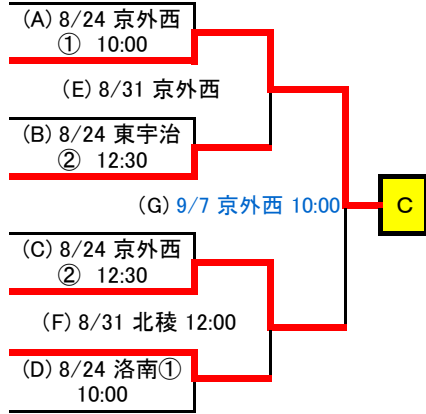 (A) 8/24 京外西
① 10:00
(E) 8/31 京外西
(B) 8/24 東宇治
② 12:30
(G) 9/7 京外西 10:00
C
(C) 8/24 京外西
② 12:30
(F) 8/31 北稜 12:00
(D) 8/24 洛南①
10:00